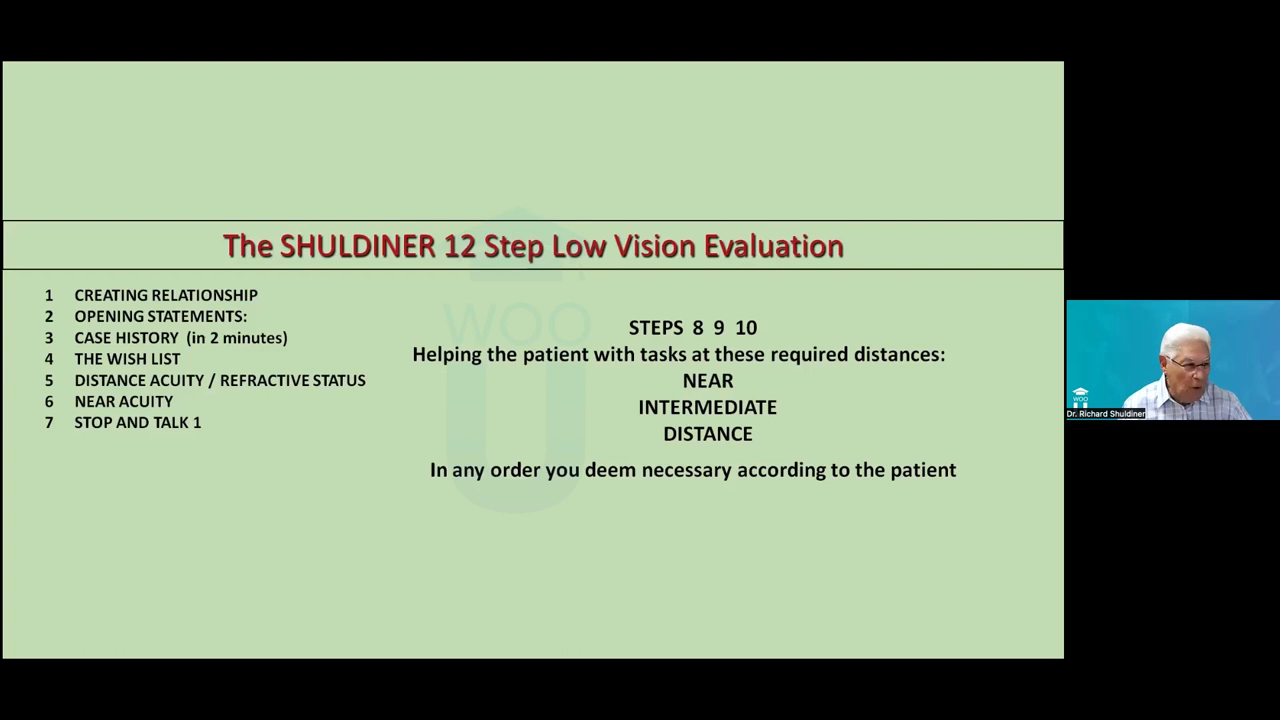 The SHULDINER 12 Step Low Vision Evaluation
1 CREATING RELATIONSHIP
2 OPENING STATEMENTS:
3 CASE HISTORY (in 2 minutes)
4 THE WISH LIST
5 DISTANCE ACUITY / REFRACTIVE STATUS
6 NEAR ACUITY
7 STOP AND TALK 1
STEPS 8 9 10
Helping the patient with tasks at these required distances:
NEAR
INTERMEDIATE
DISTANCE
In any order you deem necessary according to the patient
WOO
U
WOO
U
Dr. Richard Shuldiner